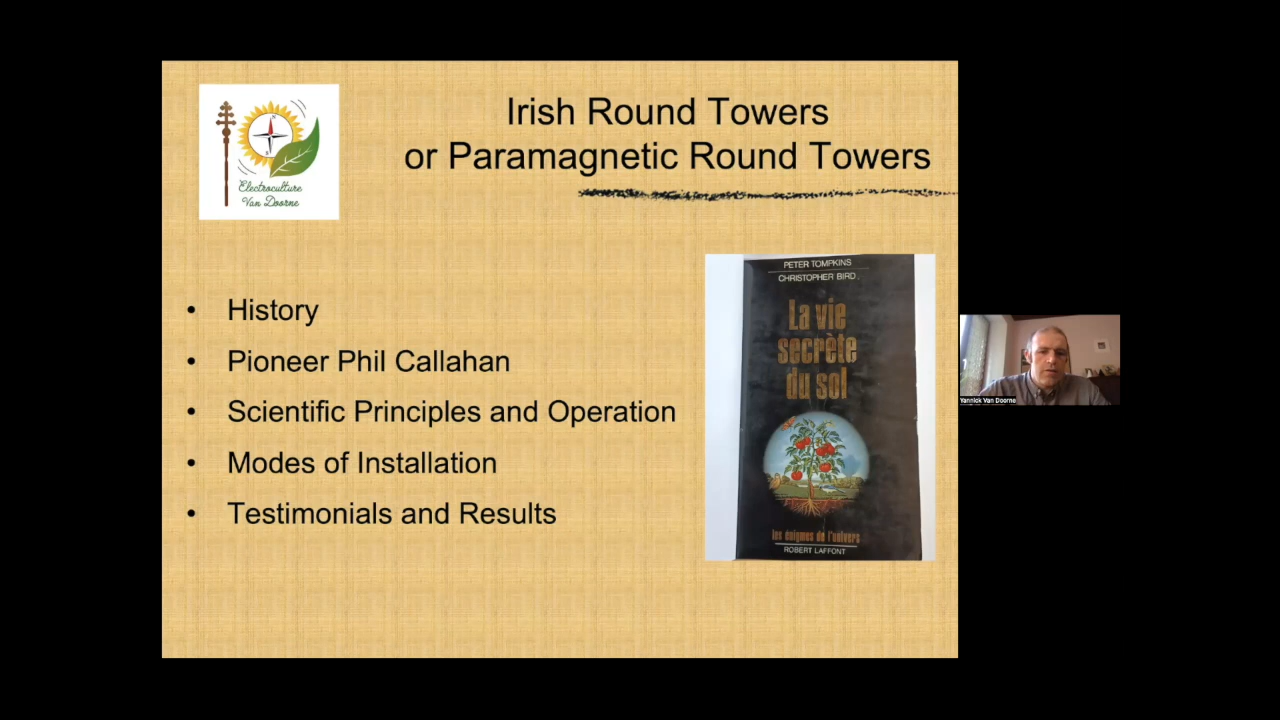 Irish Round Towers
or Paramagnetic Round Towers
Electroculture
Van Doorne
• History
• Pioneer Phil Callahan
• Scientific Principles and Operation
• Modes of Installation
• Testimonials and Results
PETER TOMPKINS
CHRISTOPHER BIRD.
La vie
secrète
du sol
les énigmes de l'univers
ROBERT LAFFONT
Yannick Van Doorne